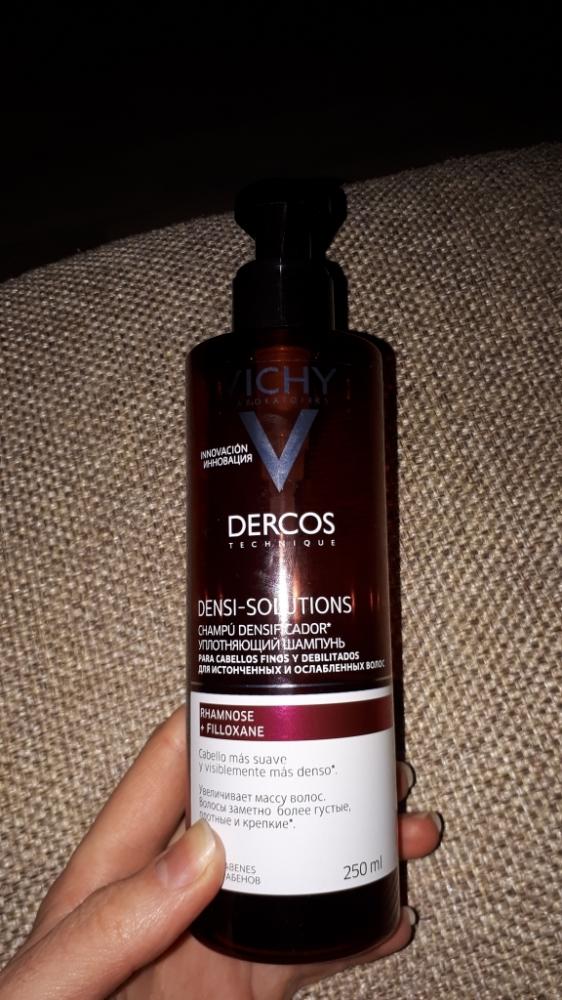 VICHY
LABORATOIRES
INNOVACIÓN
ИННОВАЦИЯ
DERCOS
TECHNIQUE
DENSI-SOLUTIONS
CHAMPÚ DENSIFICADOR*
УПЛОТНЯЮЩИЙ ШАМПУНЬ
PARA CABELLOS FINOS Y DEBILITADOS
ДЛЯ ИСТОНЧЕННЫХ И ОСЛАБЛЕННЫХ ВОЛОС
RHAMNOSE
+ FILLOXANE
Cabello más suave
y visiblemente más denso*.
Увеличивает массу волос.
Волосы заметно более густые,
плотные и крепкие*.
250 ml